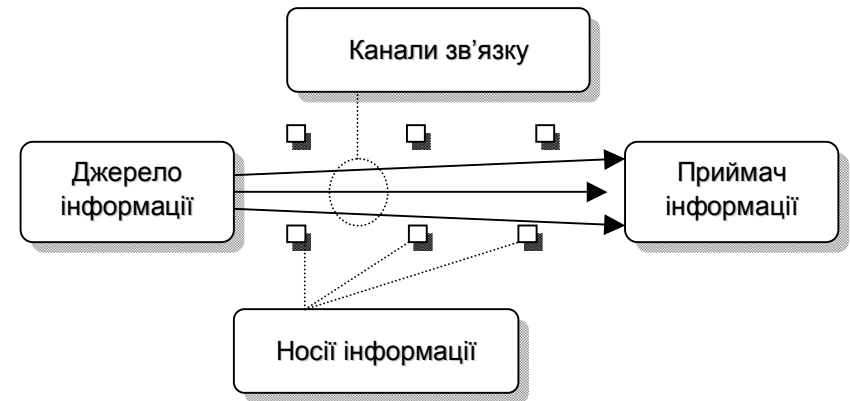 Канали зв’язку
Джерело
інформації
Приймач
інформації
Носії інформації